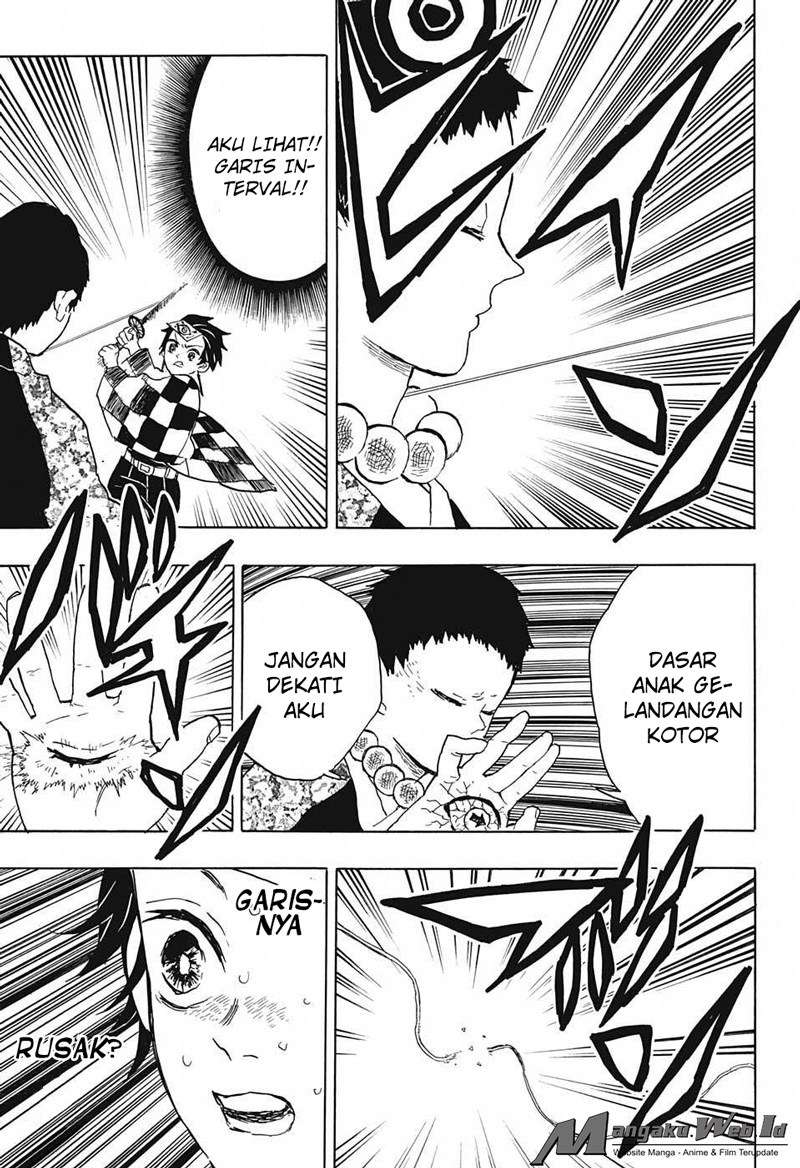 AKU LIHAT!!
GARIS IN-
TERVAL!!
DASAR
ANAK GE-
LANDANGAN
KOTOR
JANGAN
DEKATI
AKU
GARIS-
NYA
RUSAK?
Mangaku.Web.Id
Website Manga - Anime & Film Terupdate